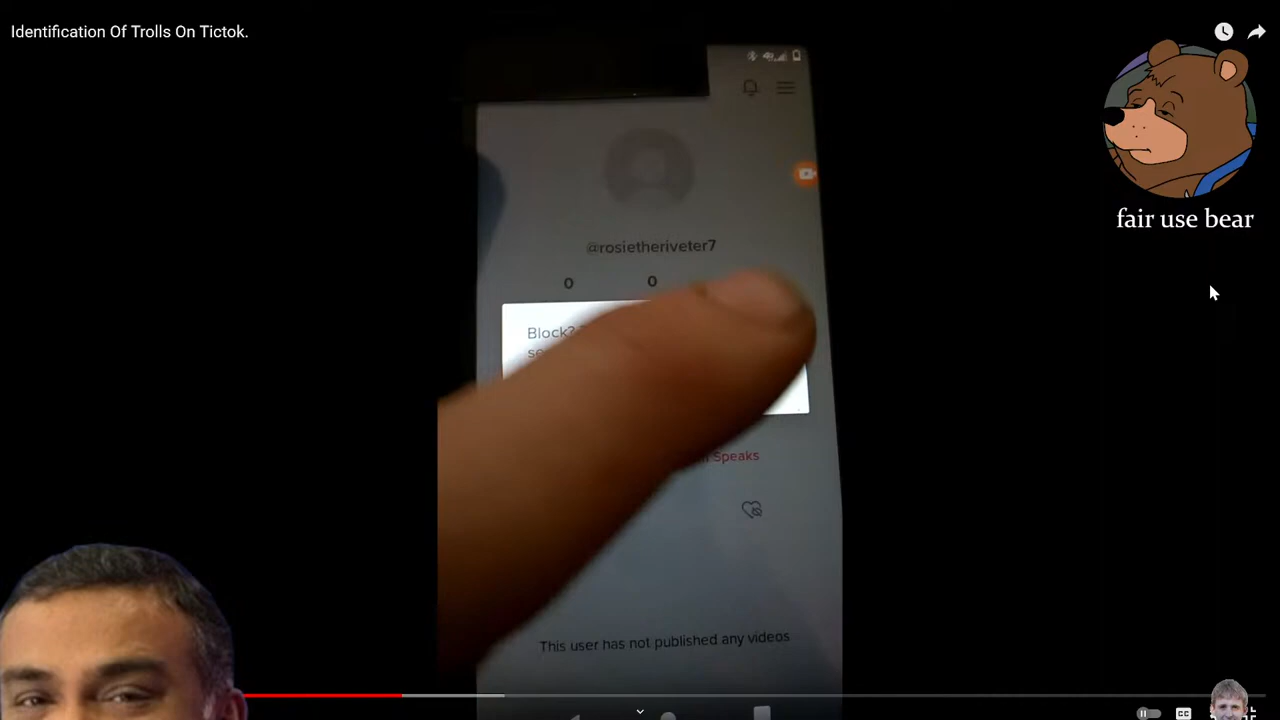 Identification Of Trolls On Tictok.
fair use bear
@rosietheriveter7
0 0
Block?
Speaks
This user has not published any videos
CC